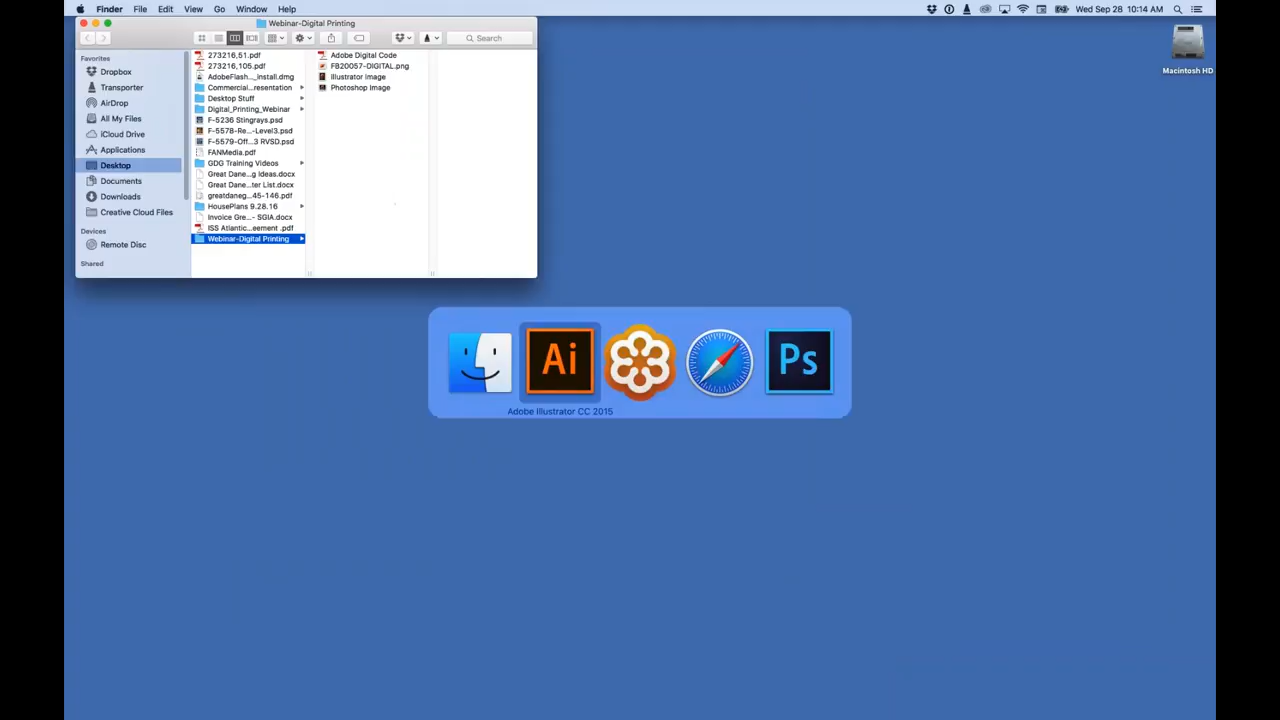 Finder File Edit View Go Window Help
Wed Sep 28 10:14 AM
Webinar-Digital Printing
Search
Favorites
Dropbox
Transporter
AirDrop
All My Files
iCloud Drive
Applications
Desktop
Documents
Downloads
Creative Cloud Files
Devices
Remote Disc
Shared
273216,51.pdf
273216,105.pdf
AdobeFlash..._install.dmg
Commercial...resentation
Desktop Stuff
Digital_Printing_Webinar
F-5236 Stingrays.psd
F-5578-Re...-Level3.psd
F-5579-Off...3 RVSD.psd
FANMedia.pdf
GDG Training Videos
Great Dane...g Ideas.docx
Great Dane...ter List.docx
greatdaneg...45-146.pdf
HousePlans 9.28.16
Invoice Gre...- SGIA.docx
ISS Atlantic...eement .pdf
Webinar-Digital Printing
Adobe Digital Code
FB20057-DIGITAL.png
Illustrator Image
Photoshop Image
Macintosh HD
Ai
Ps
Adobe Illustrator CC 2015